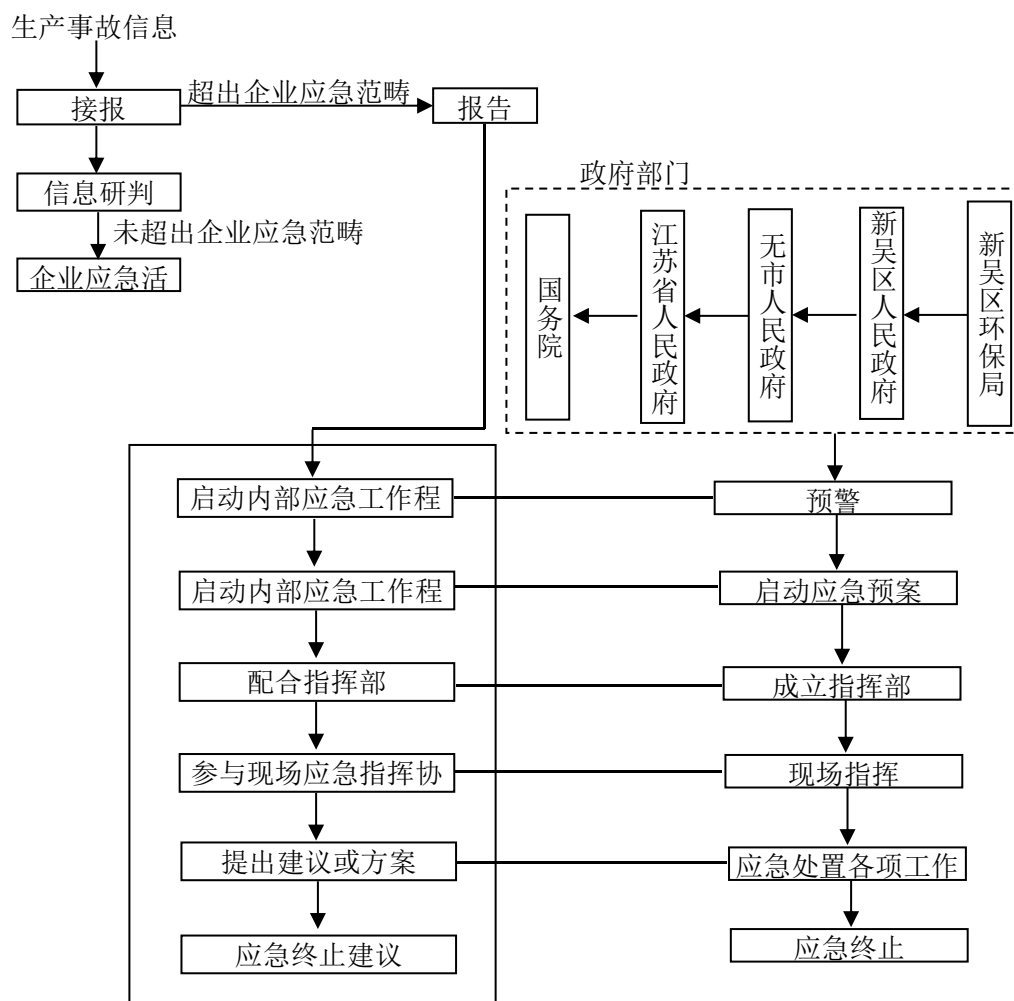 生产事故信息
接报
超出企业应急范畴
报告
信息研判
未超出企业应急范畴
企业应急活
政府部门
国务院
江苏省人民政府
无市人民政府
新吴区人民政府
新吴区环保局
启动内部应急工作程
预警
启动内部应急工作程
启动应急预案
配合指挥部
成立指挥部
参与现场应急指挥协
现场指挥
提出建议或方案
应急处置各项工作
应急终止建议
应急终止